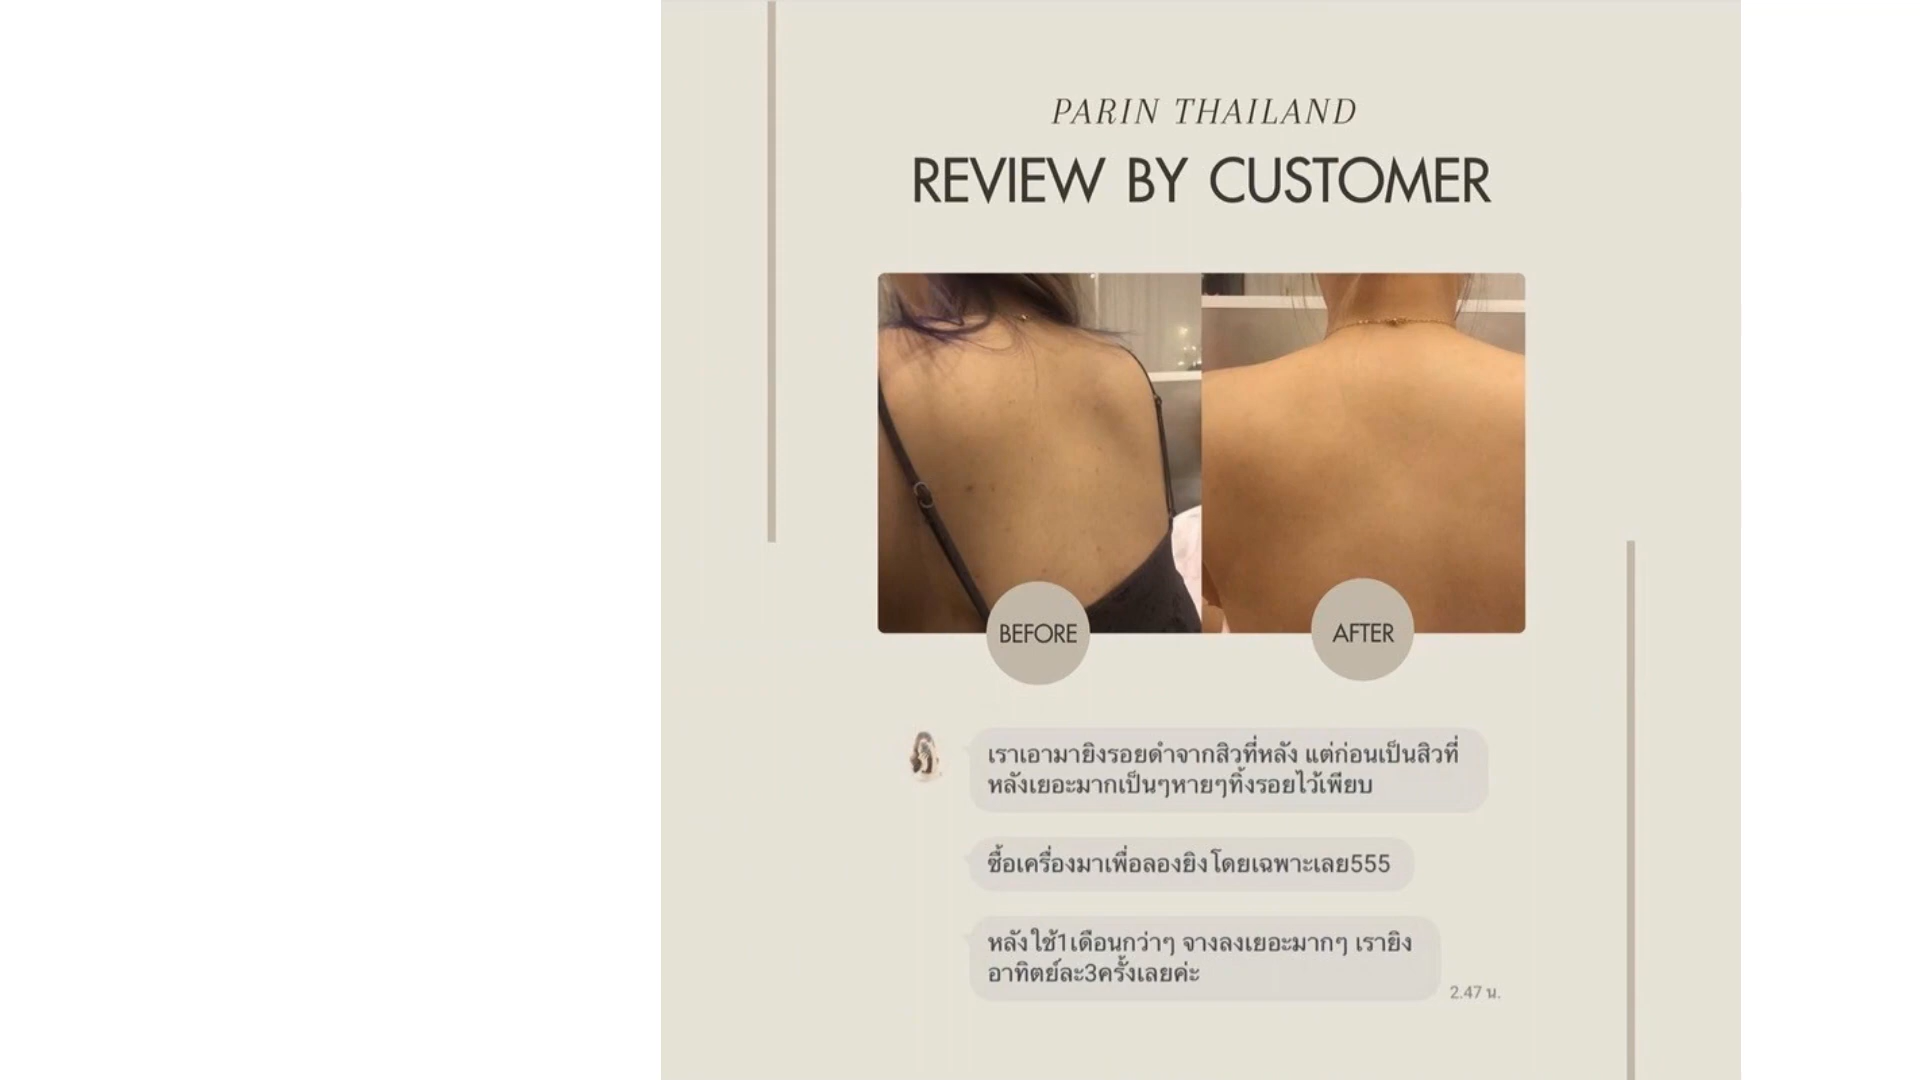 PARIN THAILAND
REVIEW BY CUSTOMER
BEFORE
AFTER
เราเอามายิงรอยดำจากสิวที่หลัง แต่ก่อนเป็นสิวที่
หลังเยอะมากเป็นๆหายๆทิ้งรอยไว้เพียบ
ซื้อเครื่องมาเพื่อลองยิงโดยเฉพาะเลย555
หลังใช้1เดือนกว่าๆ จางลงเยอะมากๆ เรายิง
อาทิตย์ละ3ครั้งเลยค่ะ
2.47 น.